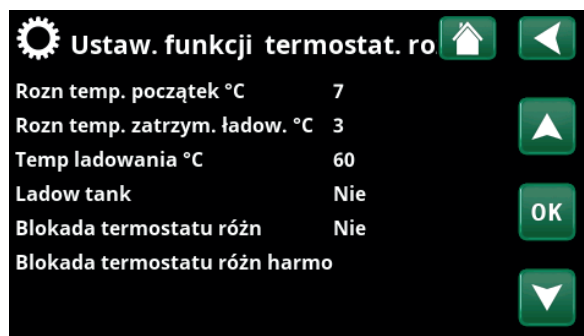 Ustaw. funkcji termostat. ro
Rozn temp. początek °C 7
Rozn temp. zatrzym. ładow. °C 3
Temp ladowania °C 60
Ladow tank Nie
Blokada termostatu różn Nie
OK
Blokada termostatu różn harmo